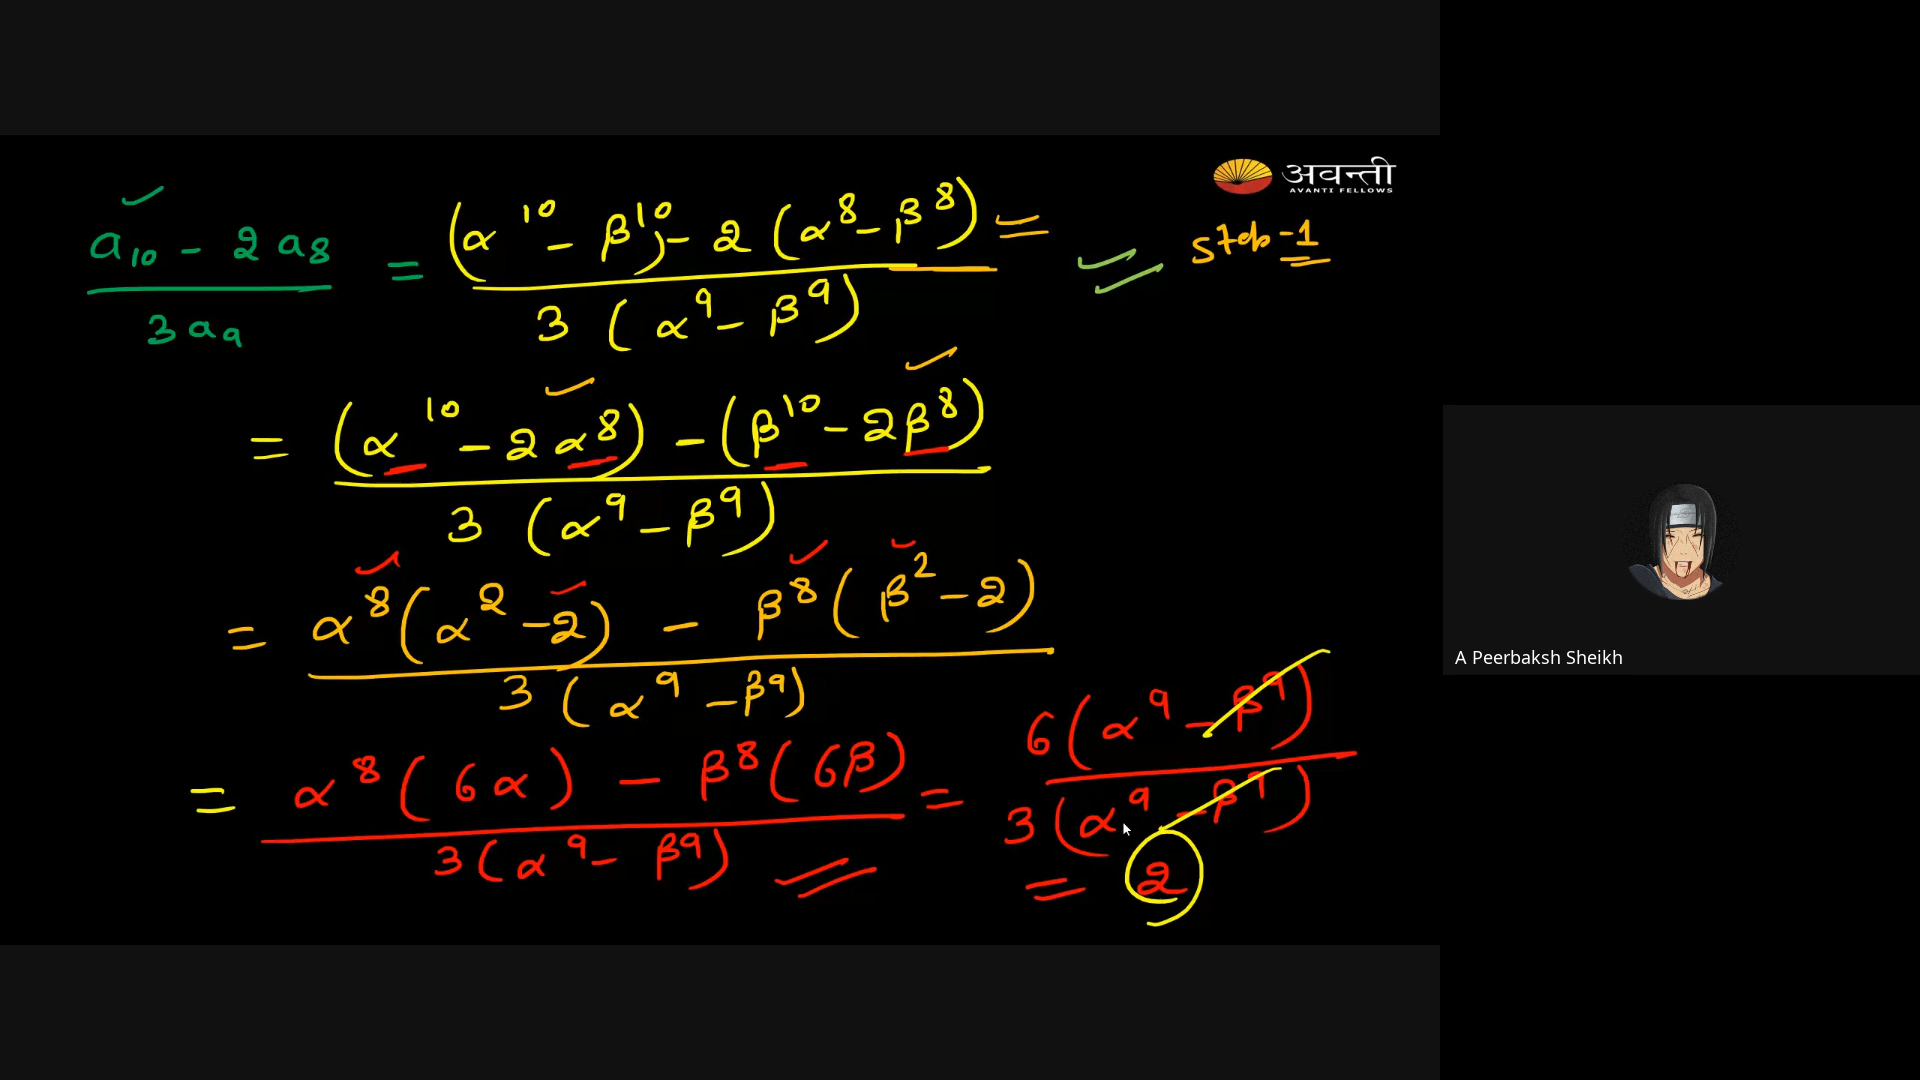 अवन्ती
AVANTI FELLOWS
Step-1
a₁₀ - 2a₈ / 3a₉ = (α¹⁰ - β¹⁰) - 2(α⁸ - β⁸) / 3(α⁹ - β⁹) =
= (α¹⁰ - 2α⁸) - (β¹⁰ - 2β⁸) / 3(α⁹ - β⁹)
= α⁸(α² - 2) - β⁸(β² - 2) / 3(α⁹ - β⁹)
= α⁸(6α) - β⁸(6β) / 3(α⁹ - β⁹) = 6(α⁹ - β⁹) / 3(α⁹ - β⁹)
= 2
A Peerbaksh Sheikh